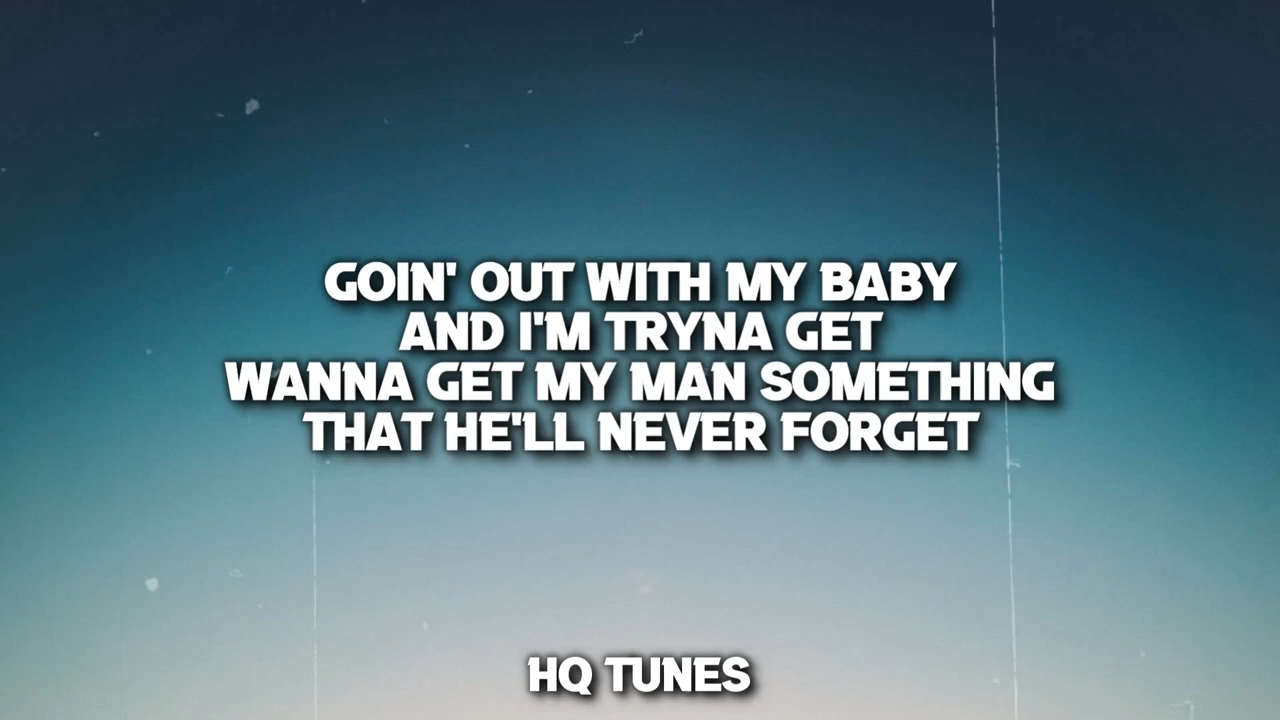 GOIN' OUT WITH MY BABY
AND I'M TRYNA GET
WANNA GET MY MAN SOMETHING
THAT HE'LL NEVER FORGET
HQ TUNES